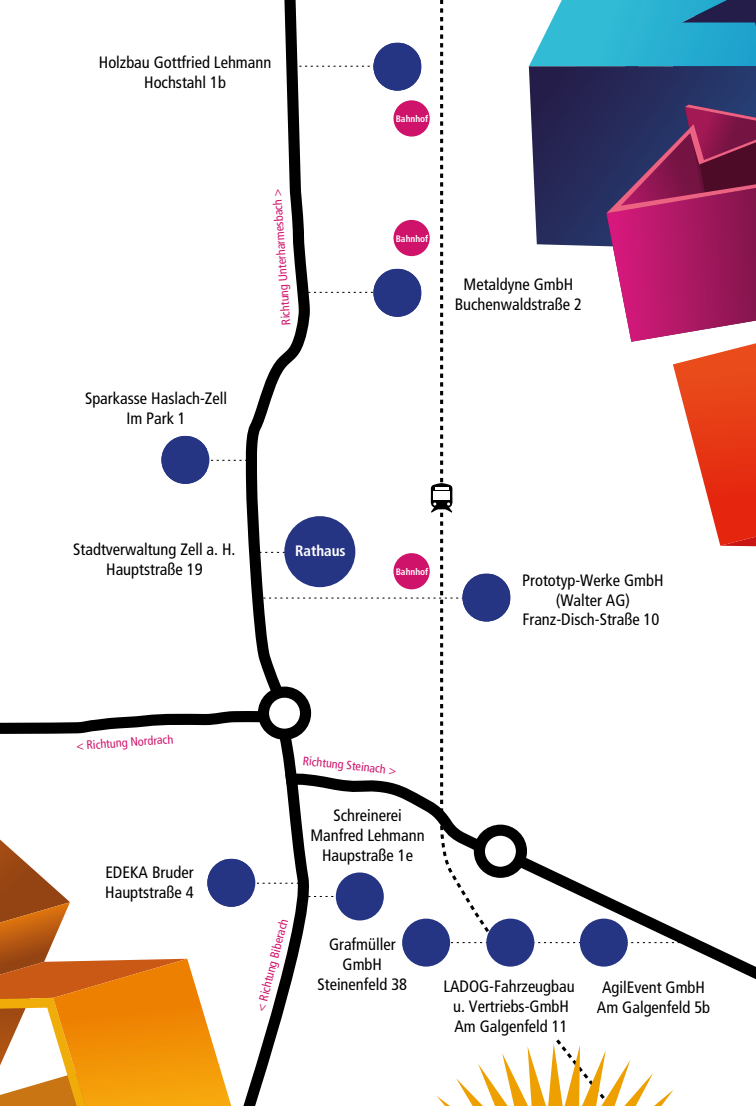 Holzbau Gottfried Lehmann
Hochstahl 1b
Bahnhof
Richtung Unterharmesbach >
Bahnhof
Metaldyne GmbH
Buchenwaldstraße 2
Sparkasse Haslach-Zell
Im Park 1
Stadtverwaltung Zell a. H.
Hauptstraße 19
Rathaus
Bahnhof
Prototyp-Werke GmbH
(Walter AG)
Franz-Disch-Straße 10
< Richtung Nordrach
Richtung Steinach >
Schreinerei
Manfred Lehmann
Haupstraße 1e
EDEKA Bruder
Hauptstraße 4
< Richtung Biberach
Grafmüller
GmbH
Steinenfeld 38
LADOG-Fahrzeugbau
u. Vertriebs-GmbH
Am Galgenfeld 11
AgilEvent GmbH
Am Galgenfeld 5b